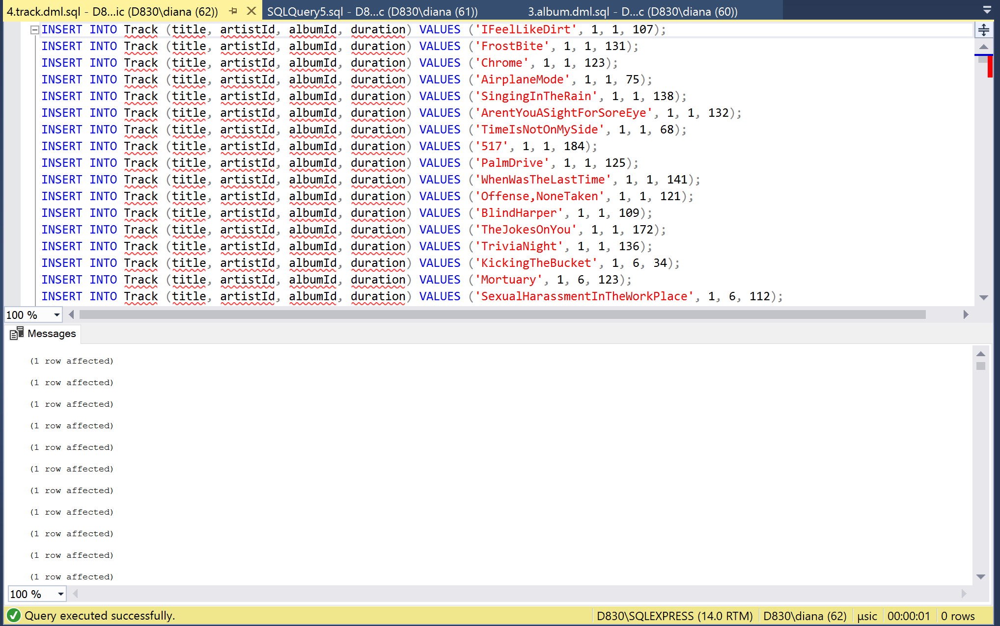 4.track.dml.sql - D8...ic (D830\diana (62)) SQLQuery5.sql - D8...c (D830\diana (61)) 3.album.dml.sql - D...c (D830\diana (60))
INSERT INTO Track (title, artistId, albumId, duration) VALUES ('IFeelLikeDirt', 1, 1, 107);
INSERT INTO Track (title, artistId, albumId, duration) VALUES ('FrostBite', 1, 1, 131);
INSERT INTO Track (title, artistId, albumId, duration) VALUES ('Chrome', 1, 1, 123);
INSERT INTO Track (title, artistId, albumId, duration) VALUES ('AirplaneMode', 1, 1, 75);
INSERT INTO Track (title, artistId, albumId, duration) VALUES ('SingingInTheRain', 1, 1, 138);
INSERT INTO Track (title, artistId, albumId, duration) VALUES ('ArentYouASightForSoreEye', 1, 1, 132);
INSERT INTO Track (title, artistId, albumId, duration) VALUES ('TimeIsNotOnMySide', 1, 1, 68);
INSERT INTO Track (title, artistId, albumId, duration) VALUES ('517', 1, 1, 184);
INSERT INTO Track (title, artistId, albumId, duration) VALUES ('PalmDrive', 1, 1, 125);
INSERT INTO Track (title, artistId, albumId, duration) VALUES ('WhenWasTheLastTime', 1, 1, 141);
INSERT INTO Track (title, artistId, albumId, duration) VALUES ('Offense,NoneTaken', 1, 1, 121);
INSERT INTO Track (title, artistId, albumId, duration) VALUES ('BlindHarper', 1, 1, 109);
INSERT INTO Track (title, artistId, albumId, duration) VALUES ('TheJokesOnYou', 1, 1, 172);
INSERT INTO Track (title, artistId, albumId, duration) VALUES ('TriviaNight', 1, 1, 136);
INSERT INTO Track (title, artistId, albumId, duration) VALUES ('KickingTheBucket', 1, 6, 34);
INSERT INTO Track (title, artistId, albumId, duration) VALUES ('Mortuary', 1, 6, 123);
INSERT INTO Track (title, artistId, albumId, duration) VALUES ('SexualHarassmentInTheWorkPlace', 1, 6, 112);
100 %
Messages
(1 row affected)
(1 row affected)
(1 row affected)
(1 row affected)
(1 row affected)
(1 row affected)
(1 row affected)
(1 row affected)
(1 row affected)
(1 row affected)
(1 row affected)
100 %
Query executed successfully. D830\SQLEXPRESS (14.0 RTM) D830\diana (62) µsic 00:00:01 0 rows